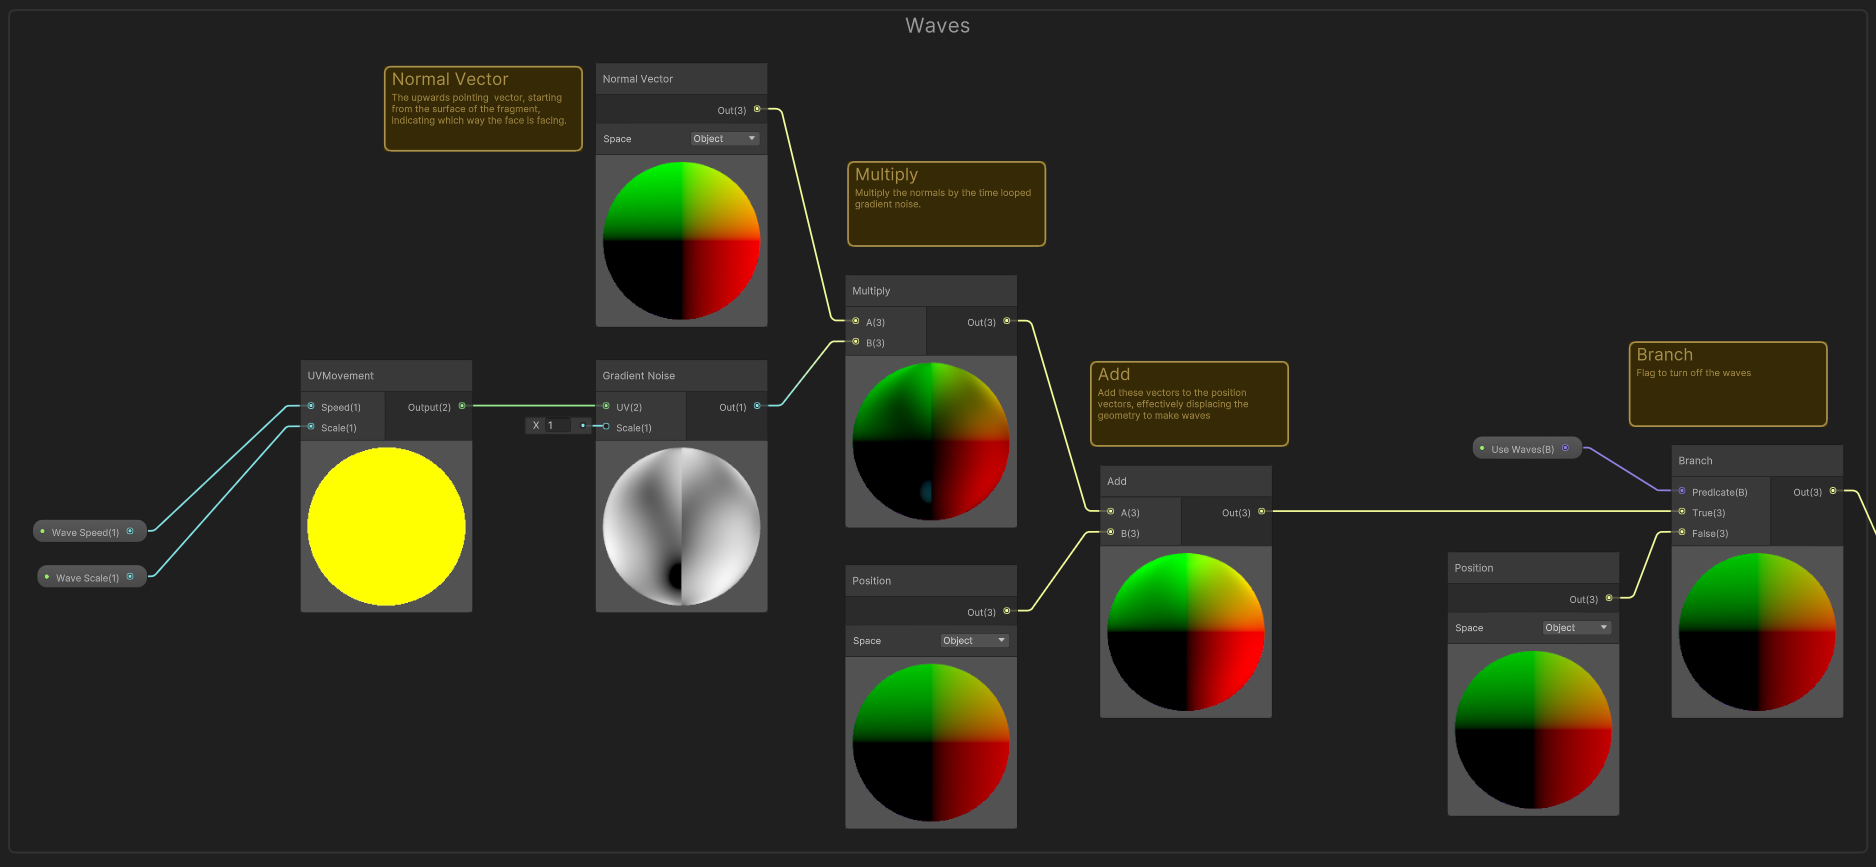 Waves
Normal Vector
The upwards pointing  vector, starting
from the surface of the fragment,
indicating which way the face is facing.
Normal Vector
Out(3)
Space
Object
Multiply
Multiply the normals by the time looped
gradient noise.
Multiply
A(3)
Out(3)
B(3)
UVMovement
Speed(1)
Output(2)
Scale(1)
Gradient Noise
UV(2)
Out(1)
X 1
Scale(1)
Wave Speed(1)
Wave Scale(1)
Add
Add these vectors to the position
vectors, effectively displacing the
geometry to make waves
Add
A(3)
Out(3)
B(3)
Position
Out(3)
Space
Object
Branch
Flag to turn off the waves
Use Waves(B)
Branch
Predicate(B)
Out(3)
True(3)
False(3)
Position
Out(3)
Space
Object